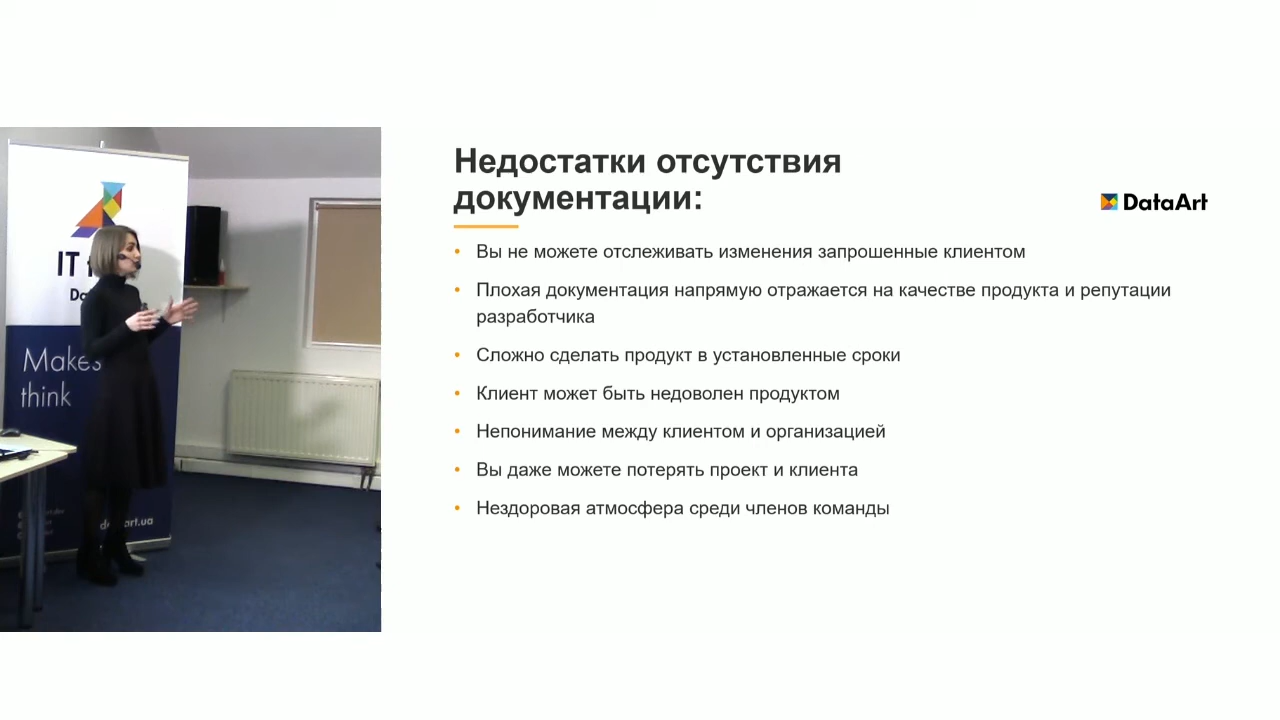 IT
Makes
think
Недостатки отсутствия
документации:
DataArt
• Вы не можете отслеживать изменения запрошенные клиентом
• Плохая документация напрямую отражается на качестве продукта и репутации
разработчика
• Сложно сделать продукт в установленные сроки
• Клиент может быть недоволен продуктом
• Непонимание между клиентом и организацией
• Вы даже можете потерять проект и клиента
• Нездоровая атмосфера среди членов команды